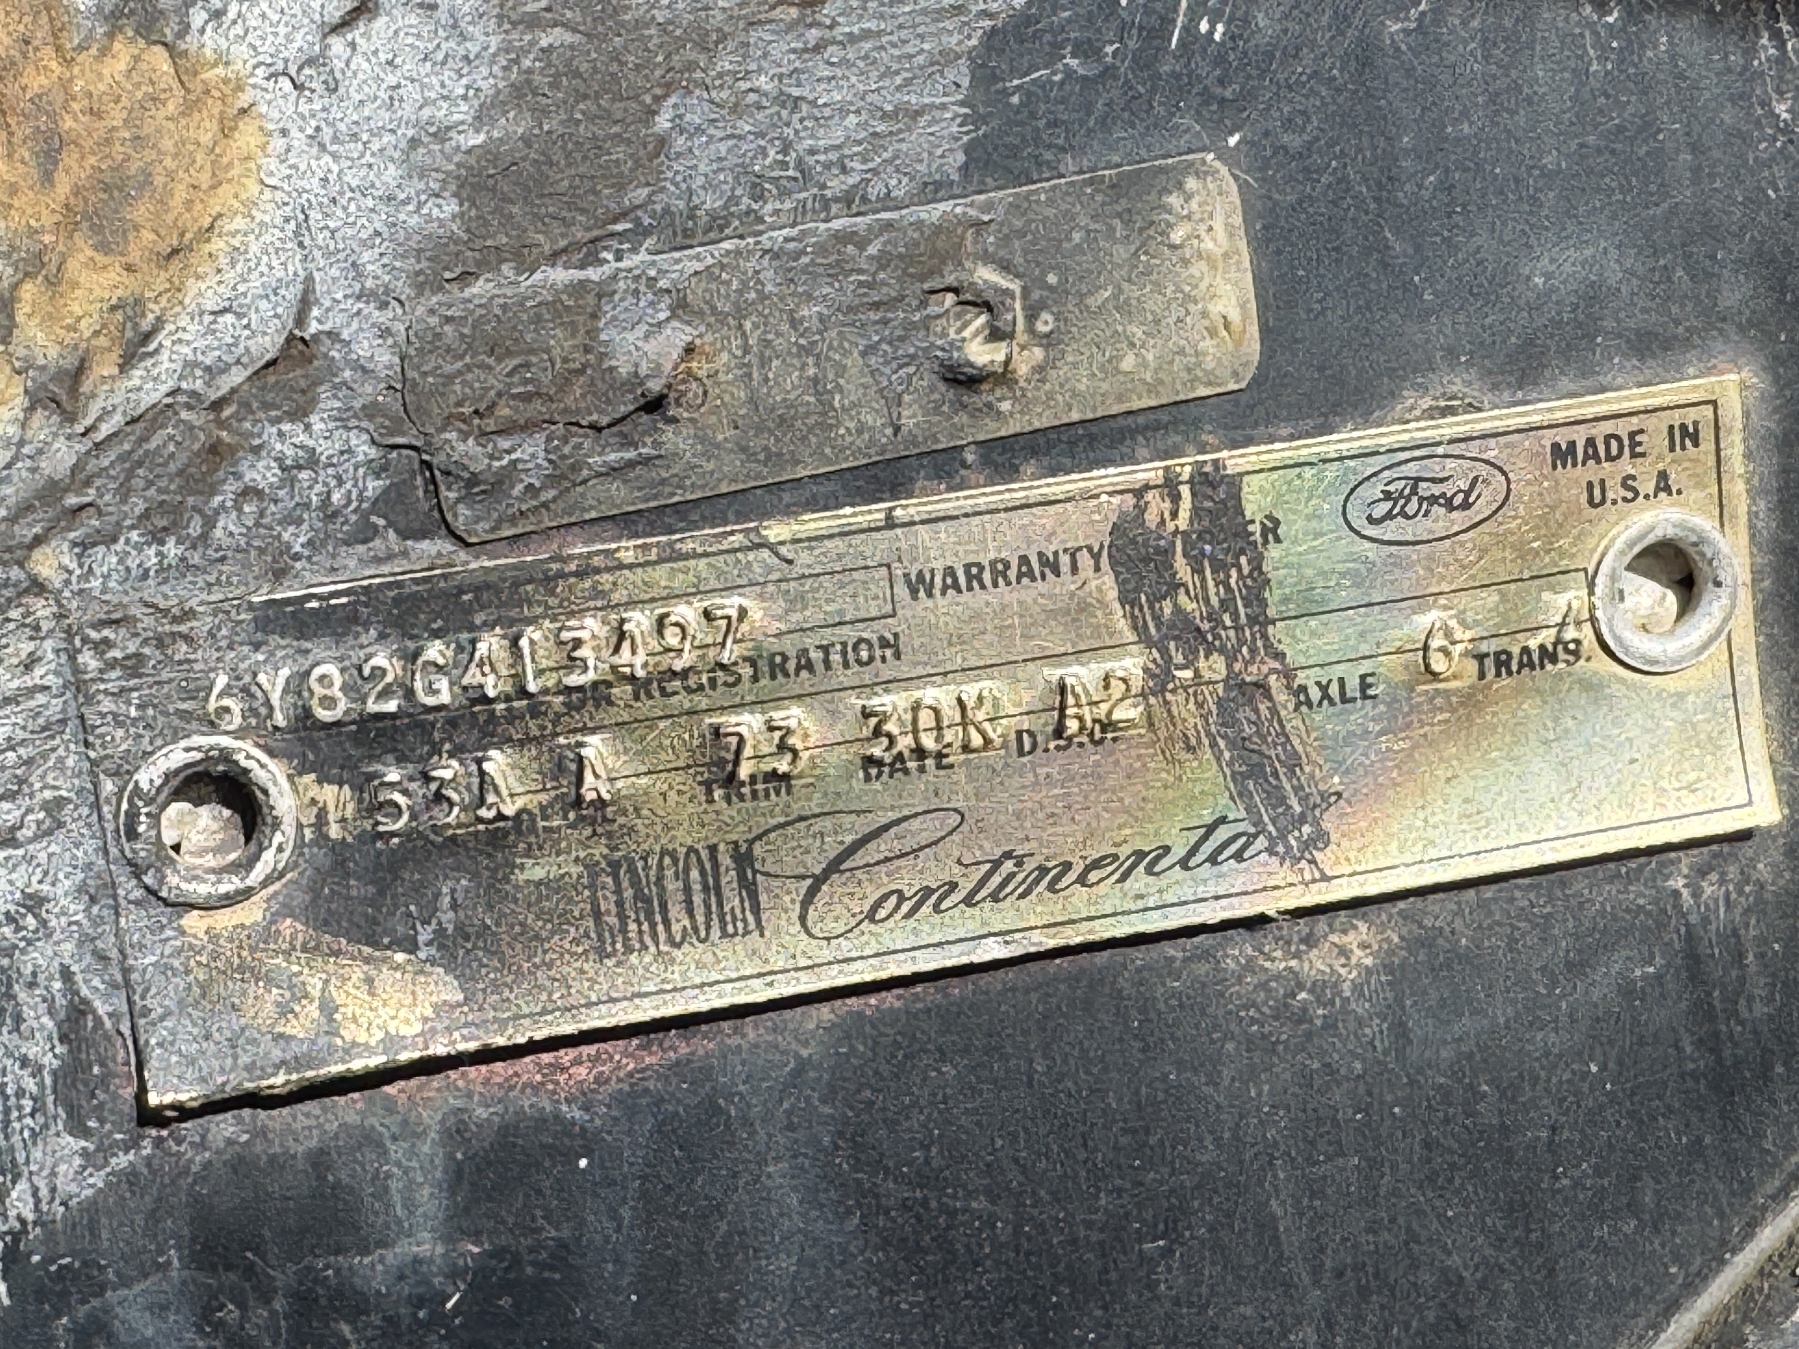 MADE IN
U.S.A.
Ford
WARRANTY
6Y82G413497
REGISTRATION
53A A 73 30K A2 6
TRIM DATE D.S.O. AXLE TRANS.
LINCOLN Continental